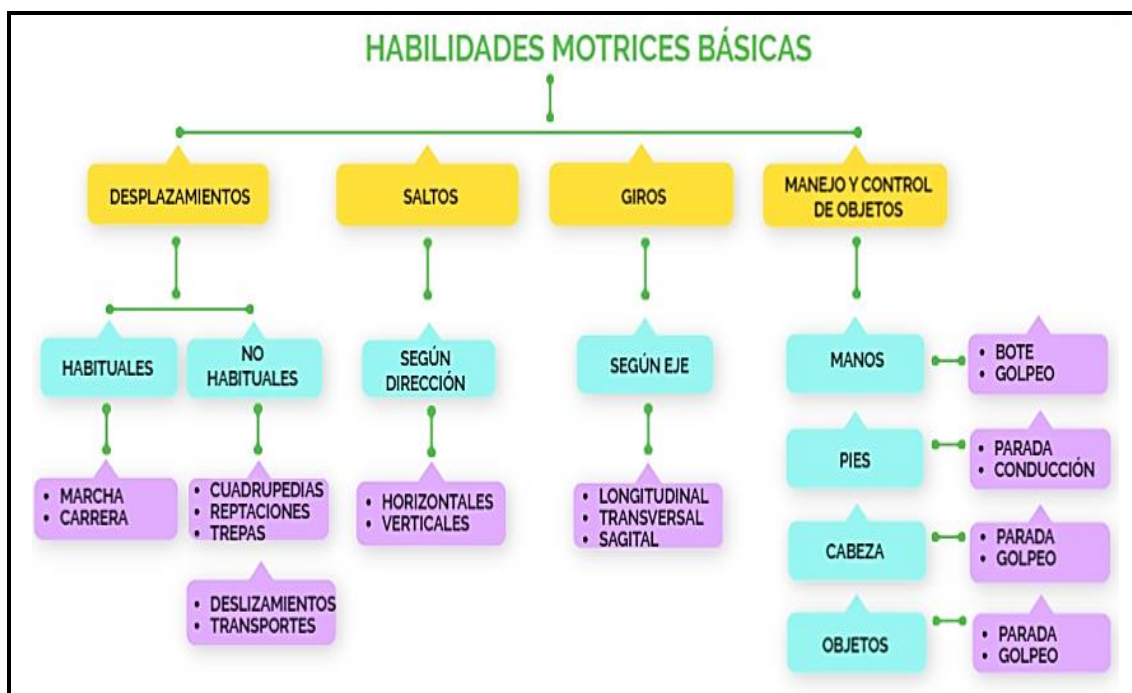 HABILIDADES MOTRICES BÁSICAS
DESPLAZAMIENTOS
SALTOS
GIROS
MANEJO Y CONTROL
DE OBJETOS
HABITUALES
NO
HABITUALES
SEGÚN
DIRECCIÓN
SEGÚN EJE
MANOS
• BOTE
• GOLPEO
PIES
• PARADA
• CONDUCCIÓN
• MARCHA
• CARRERA
• CUADRUPEDIAS
• REPTACIONES
• TREPAS
• HORIZONTALES
• VERTICALES
• LONGITUDINAL
• TRANSVERSAL
• SAGITAL
CABEZA
• PARADA
• GOLPEO
• DESLIZAMIENTOS
• TRANSPORTES
OBJETOS
• PARADA
• GOLPEO